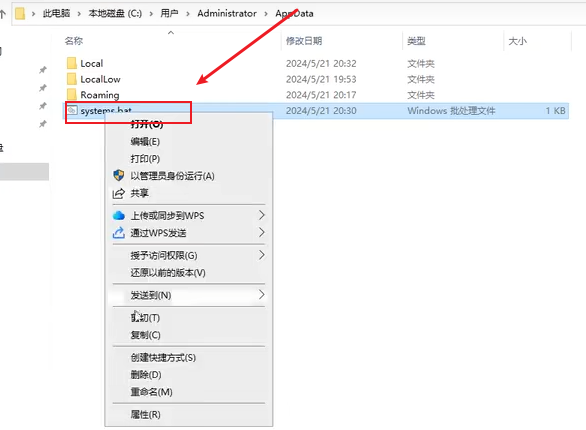 此电脑 > 本地磁盘 (C:) > 用户 > Administrator > AppData
名称 修改日期 类型 大小
Local 2024/5/21 20:32 文件夹
LocalLow 2024/5/21 19:53 文件夹
Roaming 2024/5/21 20:17 文件夹
systems.bat 2024/5/21 20:30 Windows 批处理文件 1 KB
打开(O)
编辑(E)
打印(P)
以管理员身份运行(A)
共享
上传或同步到WPS
通过WPS发送
授予访问权限(G)
还原以前的版本(V)
发送到(N)
剪切(T)
复制(C)
创建快捷方式(S)
删除(D)
重命名(M)
属性(R)